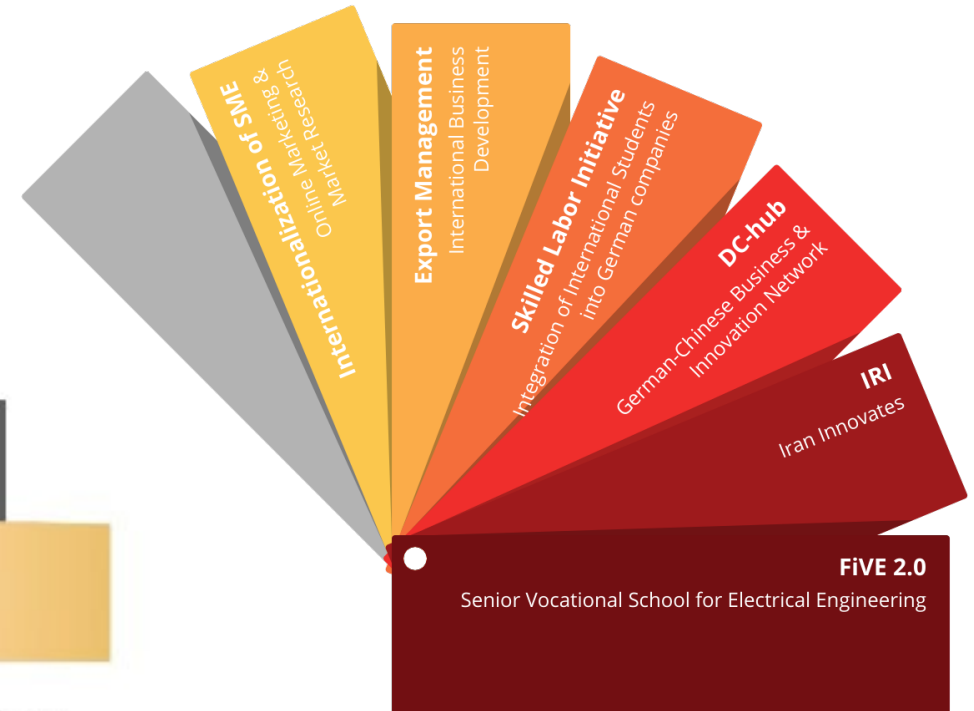 Internationalization of SME
Online Marketing &
Market Research
Export Management
International Business
Development
Skilled Labor Initiative
Integration of International Students
into German companies
DC-hub
German-Chinese Business &
Innovation Network
IRI
Iran Innovates
FiVE 2.0
Senior Vocational School for Electrical Engineering